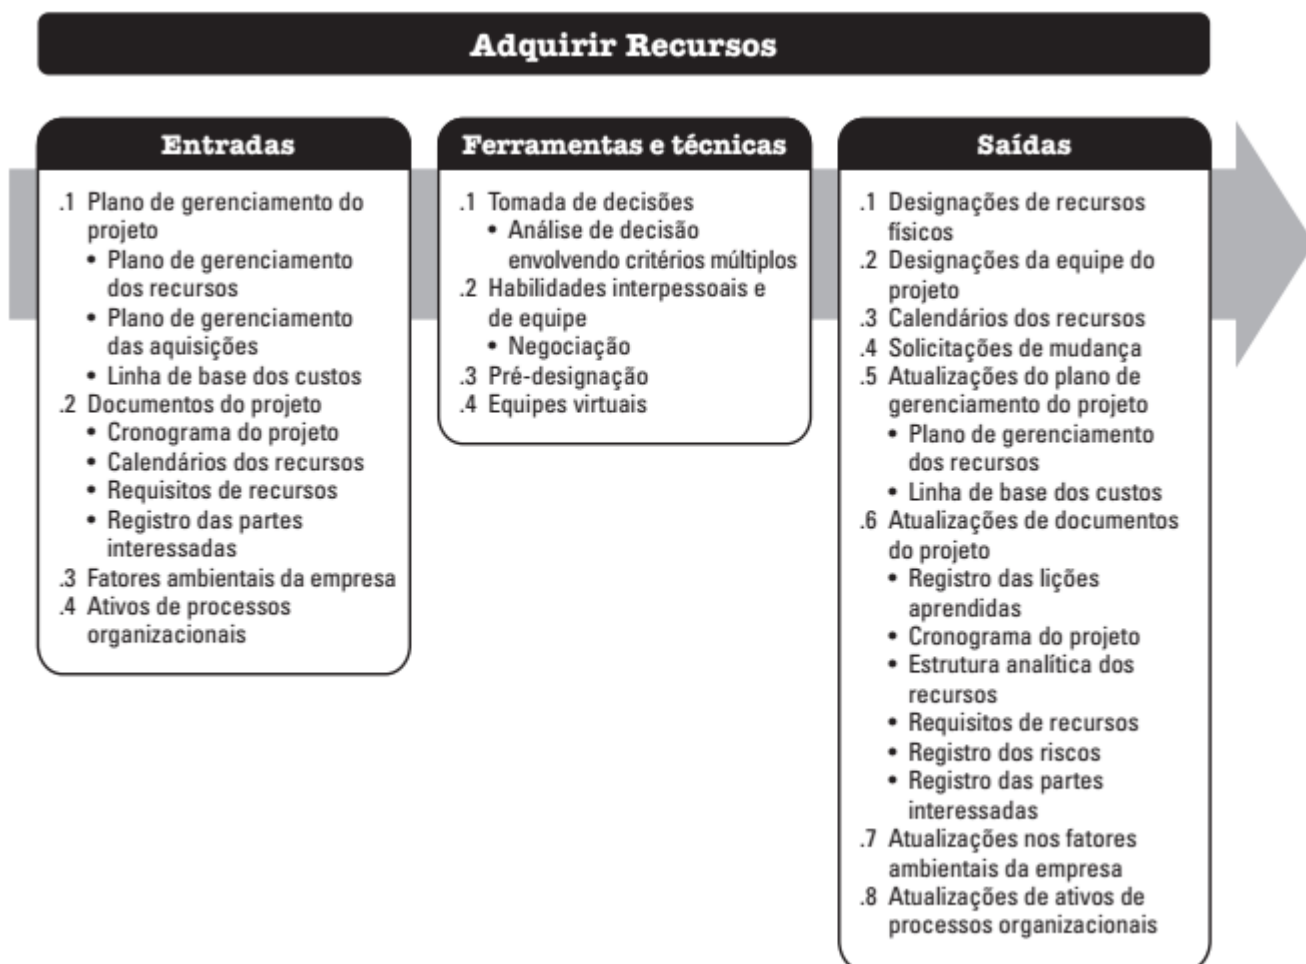 Adquirir Recursos
Entradas
.1 Plano de gerenciamento do
projeto
• Plano de gerenciamento
dos recursos
• Plano de gerenciamento
das aquisições
• Linha de base dos custos
.2 Documentos do projeto
• Cronograma do projeto
• Calendários dos recursos
• Requisitos de recursos
• Registro das partes
interessadas
.3 Fatores ambientais da empresa
.4 Ativos de processos
organizacionais
Ferramentas e técnicas
.1 Tomada de decisões
• Análise de decisão
envolvendo critérios múltiplos
.2 Habilidades interpessoais e
de equipe
• Negociação
.3 Pré-designação
.4 Equipes virtuais
Saídas
.1 Designações de recursos
físicos
.2 Designações da equipe do
projeto
.3 Calendários dos recursos
.4 Solicitações de mudança
.5 Atualizações do plano de
gerenciamento do projeto
• Plano de gerenciamento
dos recursos
• Linha de base dos custos
.6 Atualizações de documentos
do projeto
• Registro das lições
aprendidas
• Cronograma do projeto
• Estrutura analítica dos
recursos
• Requisitos de recursos
• Registro dos riscos
• Registro das partes
interessadas
.7 Atualizações nos fatores
ambientais da empresa
.8 Atualizações de ativos de
processos organizacionais